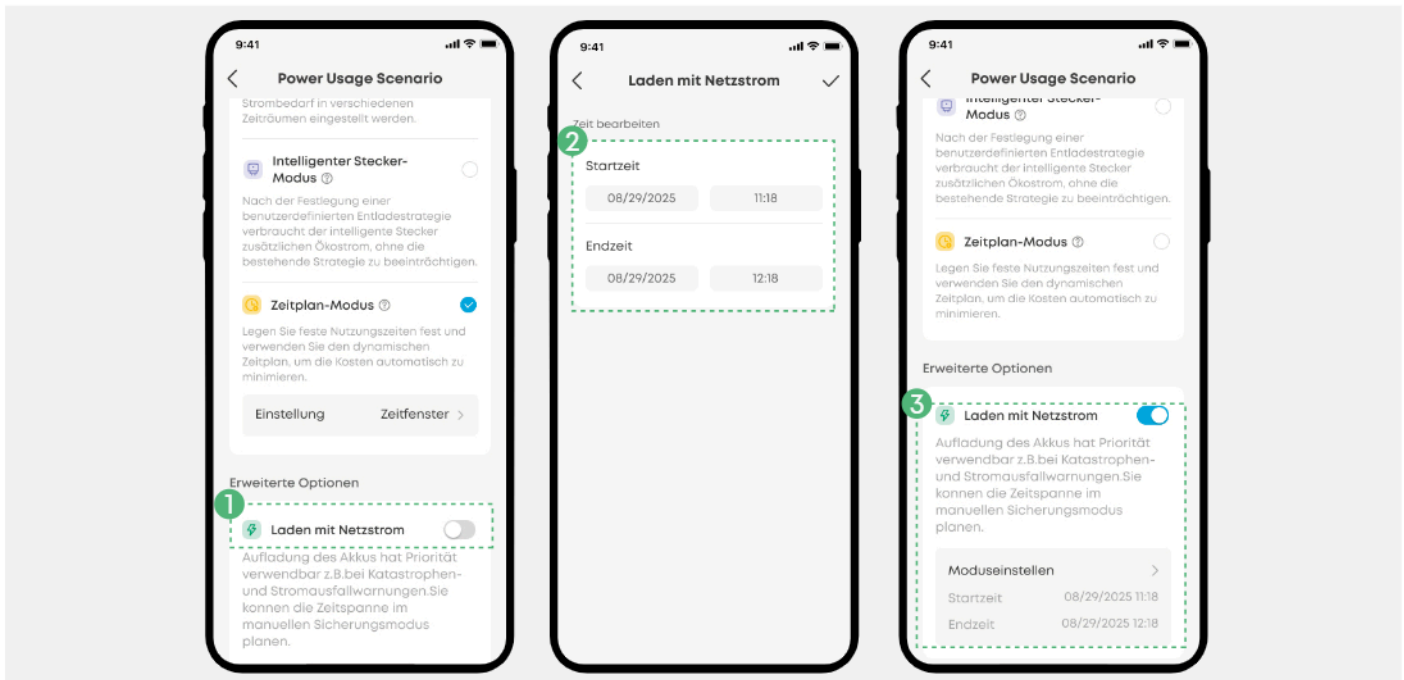 9:41
Power Usage Scenario
Strombedarf in verschiedenen
Zeiträumen eingestellt werden.
Intelligenter Stecker-
Modus ?
Nach der Festlegung einer
benutzerdefinierten Entladestrategie
verbraucht der intelligente Stecker
zusätzlichen Ökostrom, ohne die
bestehende Strategie zu beeinträchtigen.
Zeitplan-Modus ?
Legen Sie feste Nutzungszeiten fest und
verwenden Sie den dynamischen
Zeitplan, um die Kosten automatisch zu
minimieren.
Einstellung Zeitfenster
Erweiterte Optionen
1
Laden mit Netzstrom
Aufladung des Akkus hat Priorität
verwendbar z.B.bei Katastrophen-
und Stromausfallwarnungen.Sie
konnen die Zeitspanne im
manuellen Sicherungsmodus
planen.
9:41
Laden mit Netzstrom
Zeit bearbeiten
2
Startzeit
08/29/2025 11:18
Endzeit
08/29/2025 12:18
9:41
Power Usage Scenario
Intelligenter Stecker-
Modus ?
Nach der Festlegung einer
benutzerdefinierten Entladestrategie
verbraucht der intelligente Stecker
zusätzlichen Ökostrom, ohne die
bestehende Strategie zu beeinträchtigen.
Zeitplan-Modus ?
Legen Sie feste Nutzungszeiten fest und
verwenden Sie den dynamischen
Zeitplan, um die Kosten automatisch zu
minimieren.
Erweiterte Optionen
3
Laden mit Netzstrom
Aufladung des Akkus hat Priorität
verwendbar z.B.bei Katastrophen-
und Stromausfallwarnungen.Sie
konnen die Zeitspanne im
manuellen Sicherungsmodus
planen.
Moduseinstellen
Startzeit 08/29/2025 11:18
Endzeit 08/29/2025 12:18